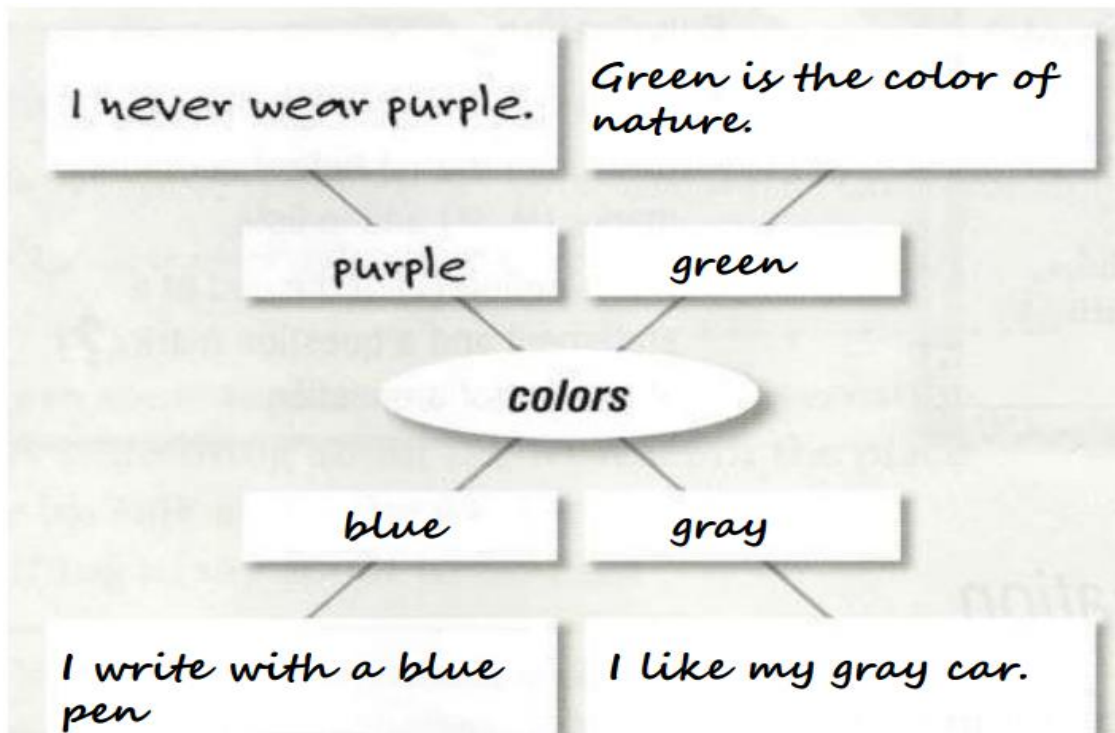 I never wear purple.
Green is the color of
nature.
purple
green
colors
blue
gray
I write with a blue
pen
I like my gray car.